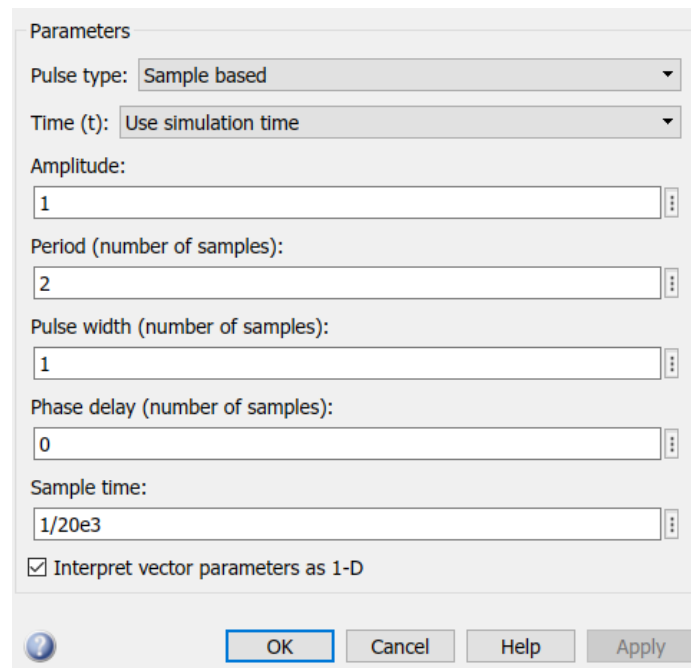 Parameters
Pulse type: Sample based
Time (t): Use simulation time
Amplitude:
1
Period (number of samples):
2
Pulse width (number of samples):
1
Phase delay (number of samples):
0
Sample time:
1/20e3
Interpret vector parameters as 1-D
? OK Cancel Help Apply